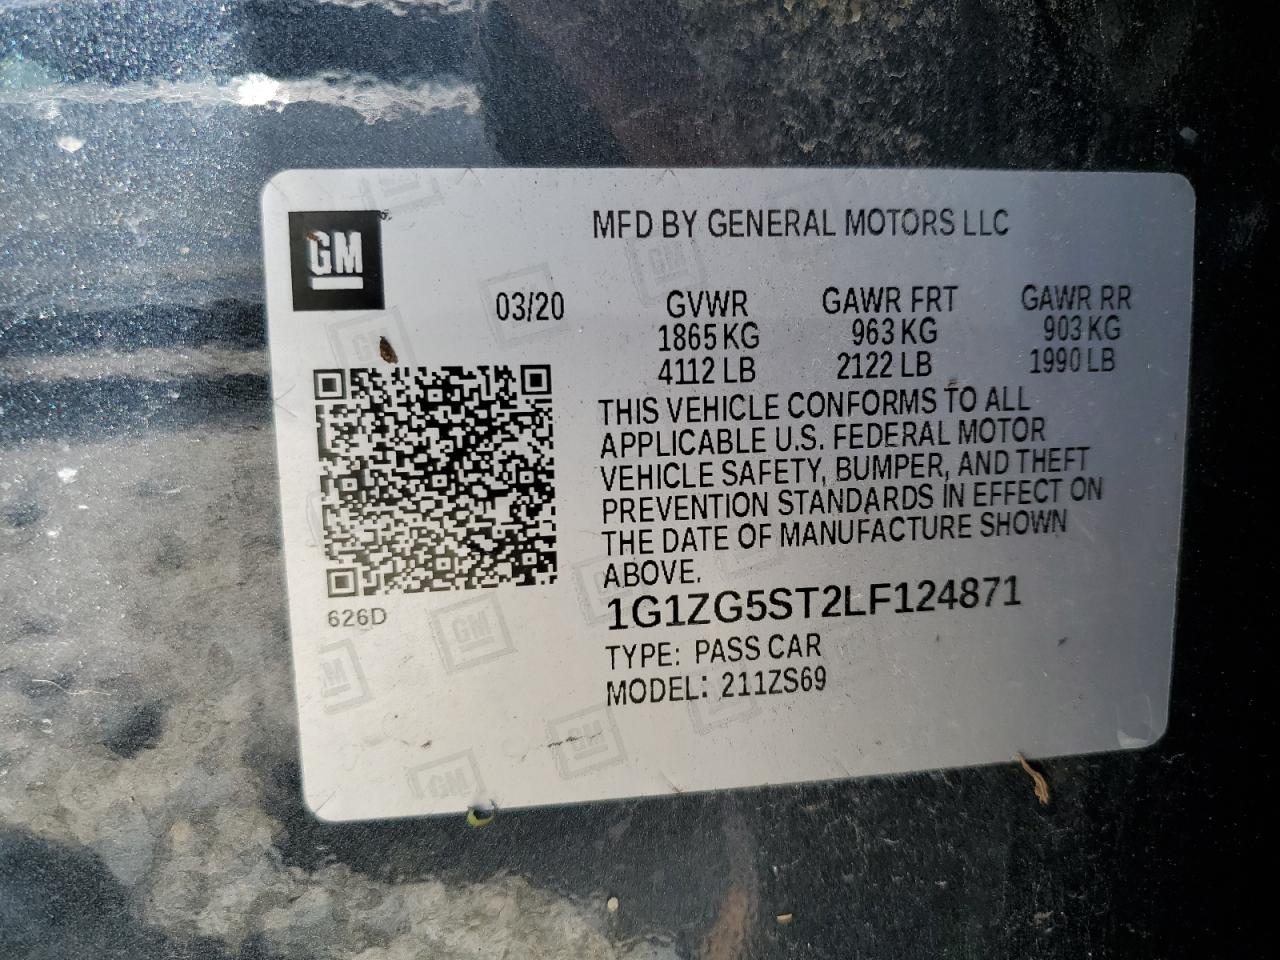 GM
MFD BY GENERAL MOTORS LLC
03/20
GVWR GAWR FRT GAWR RR
1865 KG 963 KG 903 KG
4112 LB 2122 LB 1990 LB
THIS VEHICLE CONFORMS TO ALL
APPLICABLE U.S. FEDERAL MOTOR
VEHICLE SAFETY, BUMPER, AND THEFT
PREVENTION STANDARDS IN EFFECT ON
THE DATE OF MANUFACTURE SHOWN
ABOVE.
626D
1G1ZG5ST2LF124871
TYPE: PASS CAR
MODEL: 211ZS69